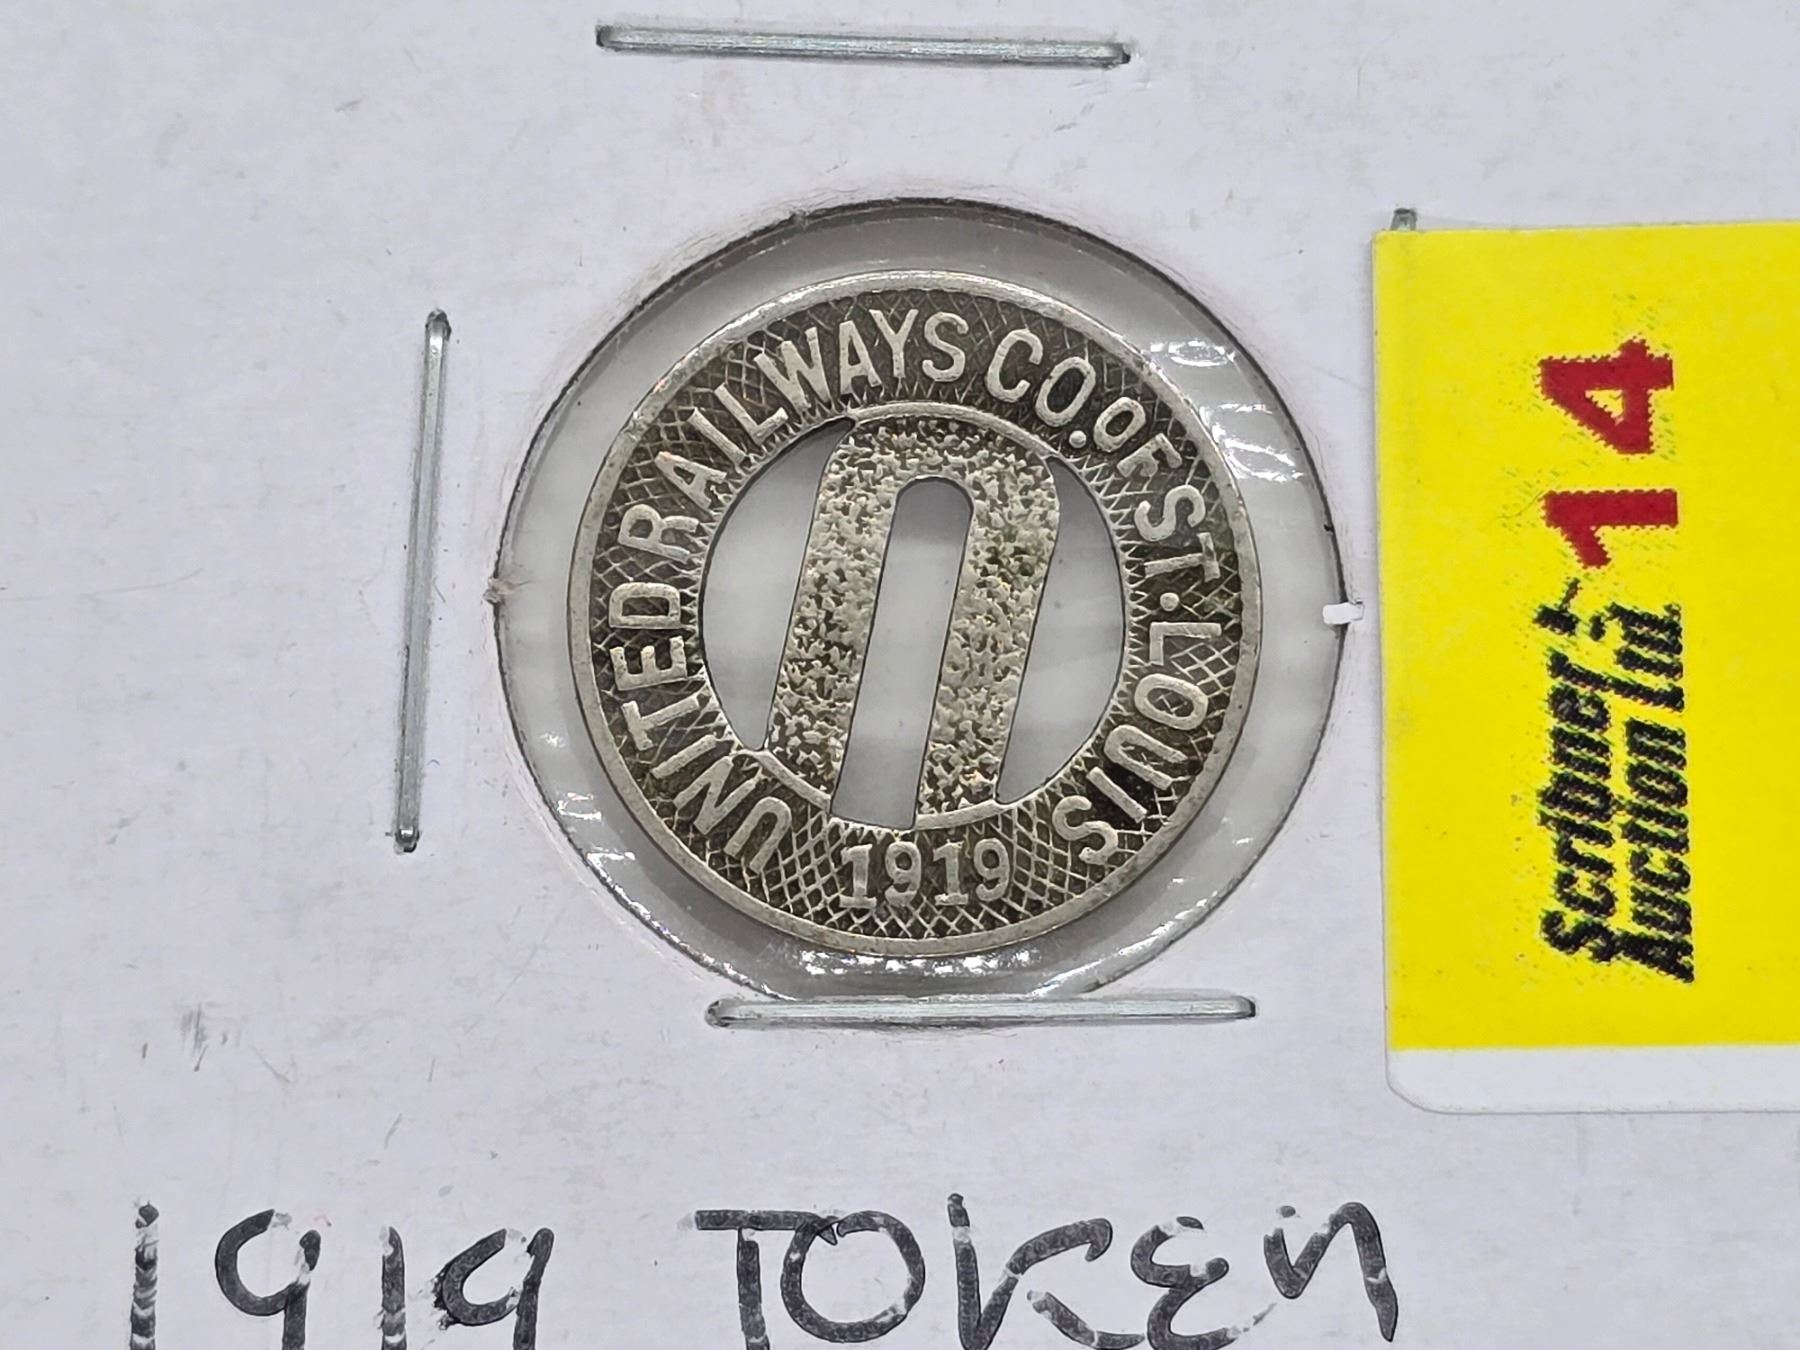 UNITED RAILWAYS CO. OF ST. LOUIS
1919
14
Scribner
Auction Ltd.
1919 TOKEN